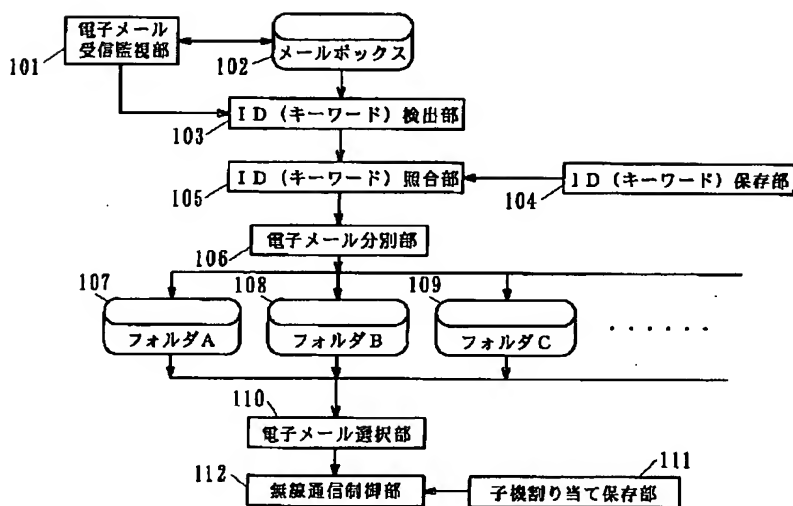 電子メール
受信監視部
101
102
メールボックス
ID(キーワード)検出部
103
ID(キーワード)照合部
105
ID(キーワード)保存部
104
電子メール分別部
106
107
108
109
フォルダA
フォルダB
フォルダC
・・・・・・
110
電子メール選択部
112
無線通信制御部
111
子機割り当て保存部